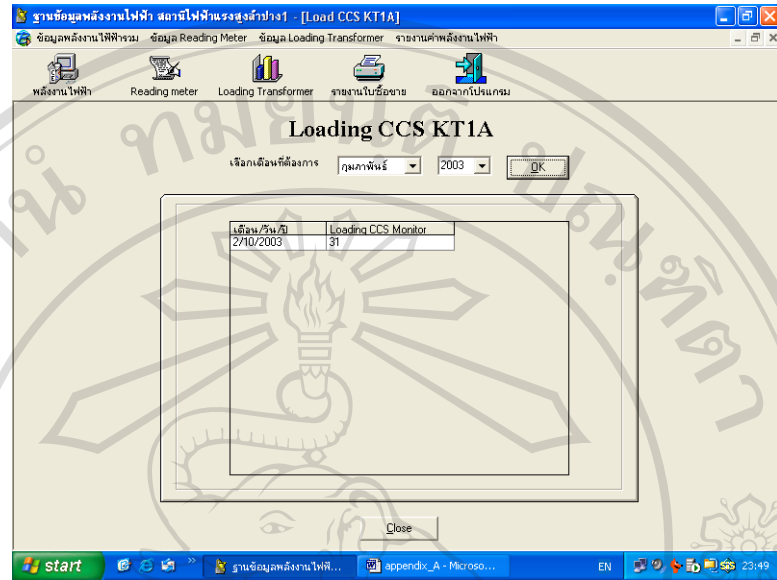 ฐานข้อมูลพลังงานไฟฟ้า สถานีไฟฟ้าแรงสูงลำปาง1 - [Load CCS KT1A]
ข้อมูลพลังงานไฟฟ้ารวม ข้อมูล Reading Meter ข้อมูล Loading Transformer รายงานค่าพลังงานไฟฟ้า
พลังงานไฟฟ้า Reading meter Loading Transformer รายงานใบซื้อขาย ออกจากโปรแกรม
Loading CCS KT1A
เลือกเดือนที่ต้องการ กุมภาพันธ์ 2003 OK
เดือน/วัน/ปี Loading CCS Monitor
2/10/2003 31
Close
start ฐานข้อมูลพลังงานไฟฟ้... appendix_A - Microso... EN 23:49